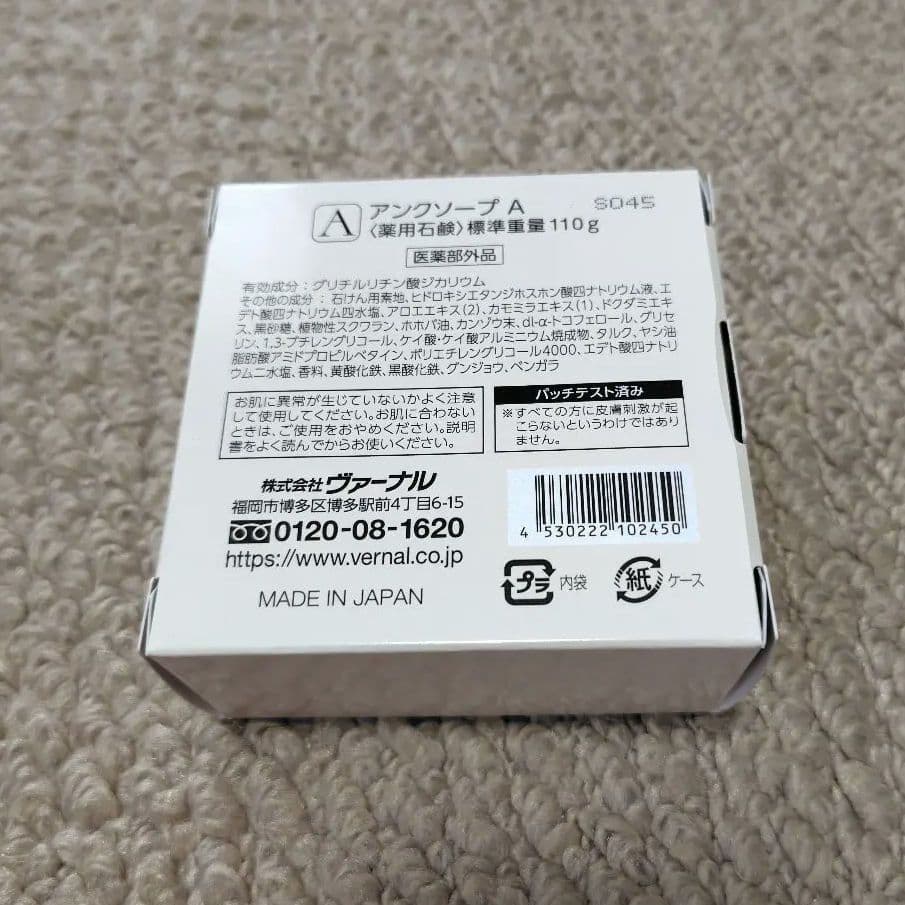 A アンクソープ A S045
〈薬用石鹸〉標準重量110g
医薬部外品
有効成分：グリチルリチン酸ジカリウム
その他の成分：石けん用素地、ヒドロキシエタンジホスホン酸四ナトリウム液、エ
デト酸四ナトリウム四水塩、アロエエキス(2)、カモミラエキス(1)、ドクダミエキ
ス、黒砂糖、植物性スクワラン、ホホバ油、カンゾウ末、dl-α-トコフェロール、グリセ
リン、1,3-ブチレングリコール、ケイ酸・ケイ酸アルミニウム焼成物、タルク、ヤシ油
脂肪酸アミドプロピルベタイン、ポリエチレングリコール4000、エデト酸四ナトリ
ウム二水塩、香料、黄酸化鉄、黒酸化鉄、グンジョウ、ベンガラ
お肌に異常が生じていないかよく注意
して使用してください。お肌に合わない
ときは、ご使用をおやめください。説明
書をよく読んでからお使いください。
パッチテスト済み
※すべての方に皮膚刺激が起
こらないというわけではあり
ません。
株式会社ヴァーナル
福岡市博多区博多駅前4丁目6-15
0120-08-1620
https://www.vernal.co.jp
MADE IN JAPAN
4 530222 102450
プラ 内袋
紙 ケース